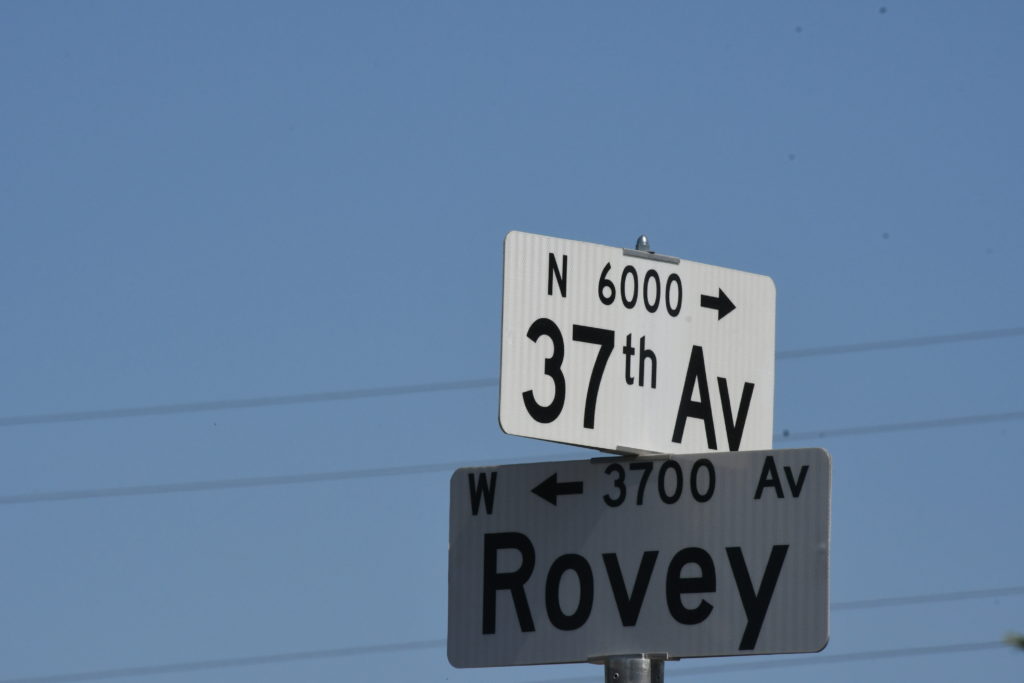 N 6000 →
37th Av
W ← 3700 Av
Rovey